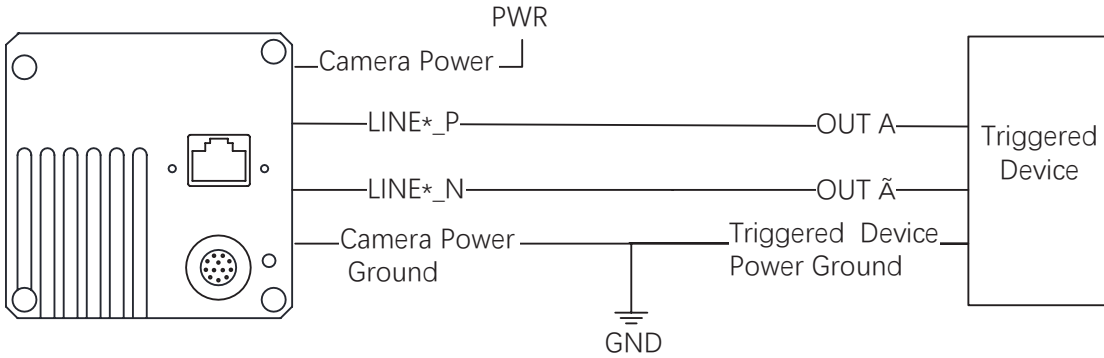 PWR
Camera Power
LINE*_P
OUT A
Triggered
Device
LINE*_N
OUT Ã
Camera Power
Ground
Triggered Device
Power Ground
GND